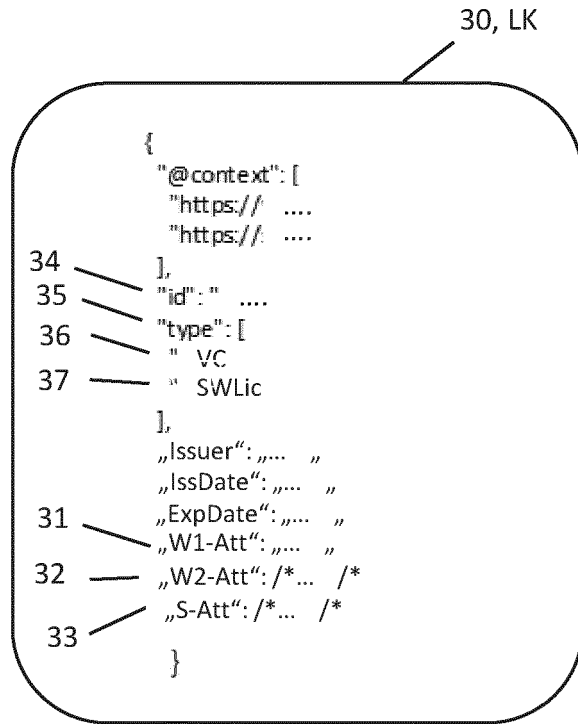 30, LK
{
"@context": [
"https://: ....
"https://: ....
],
34
"id": " ....
35
"type": [
36
" VC
37
" SWLic
],
„Issuer“: „... „
„IssDate“: „... „
„ExpDate“: „... „
31
„W1-Att“: „... „
32
„W2-Att“: /*... /*
„S-Att“: /*... /*
33
}